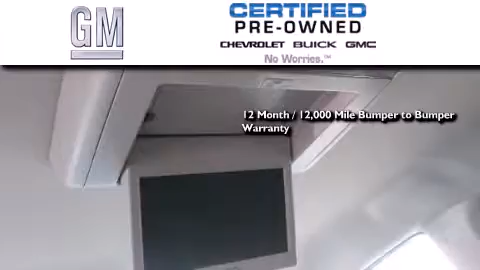 GM
CERTIFIED
PRE-OWNED
CHEVROLET BUICK GMC
No Worries.™
12 Month / 12,000 Mile Bumper to Bumper
Warranty